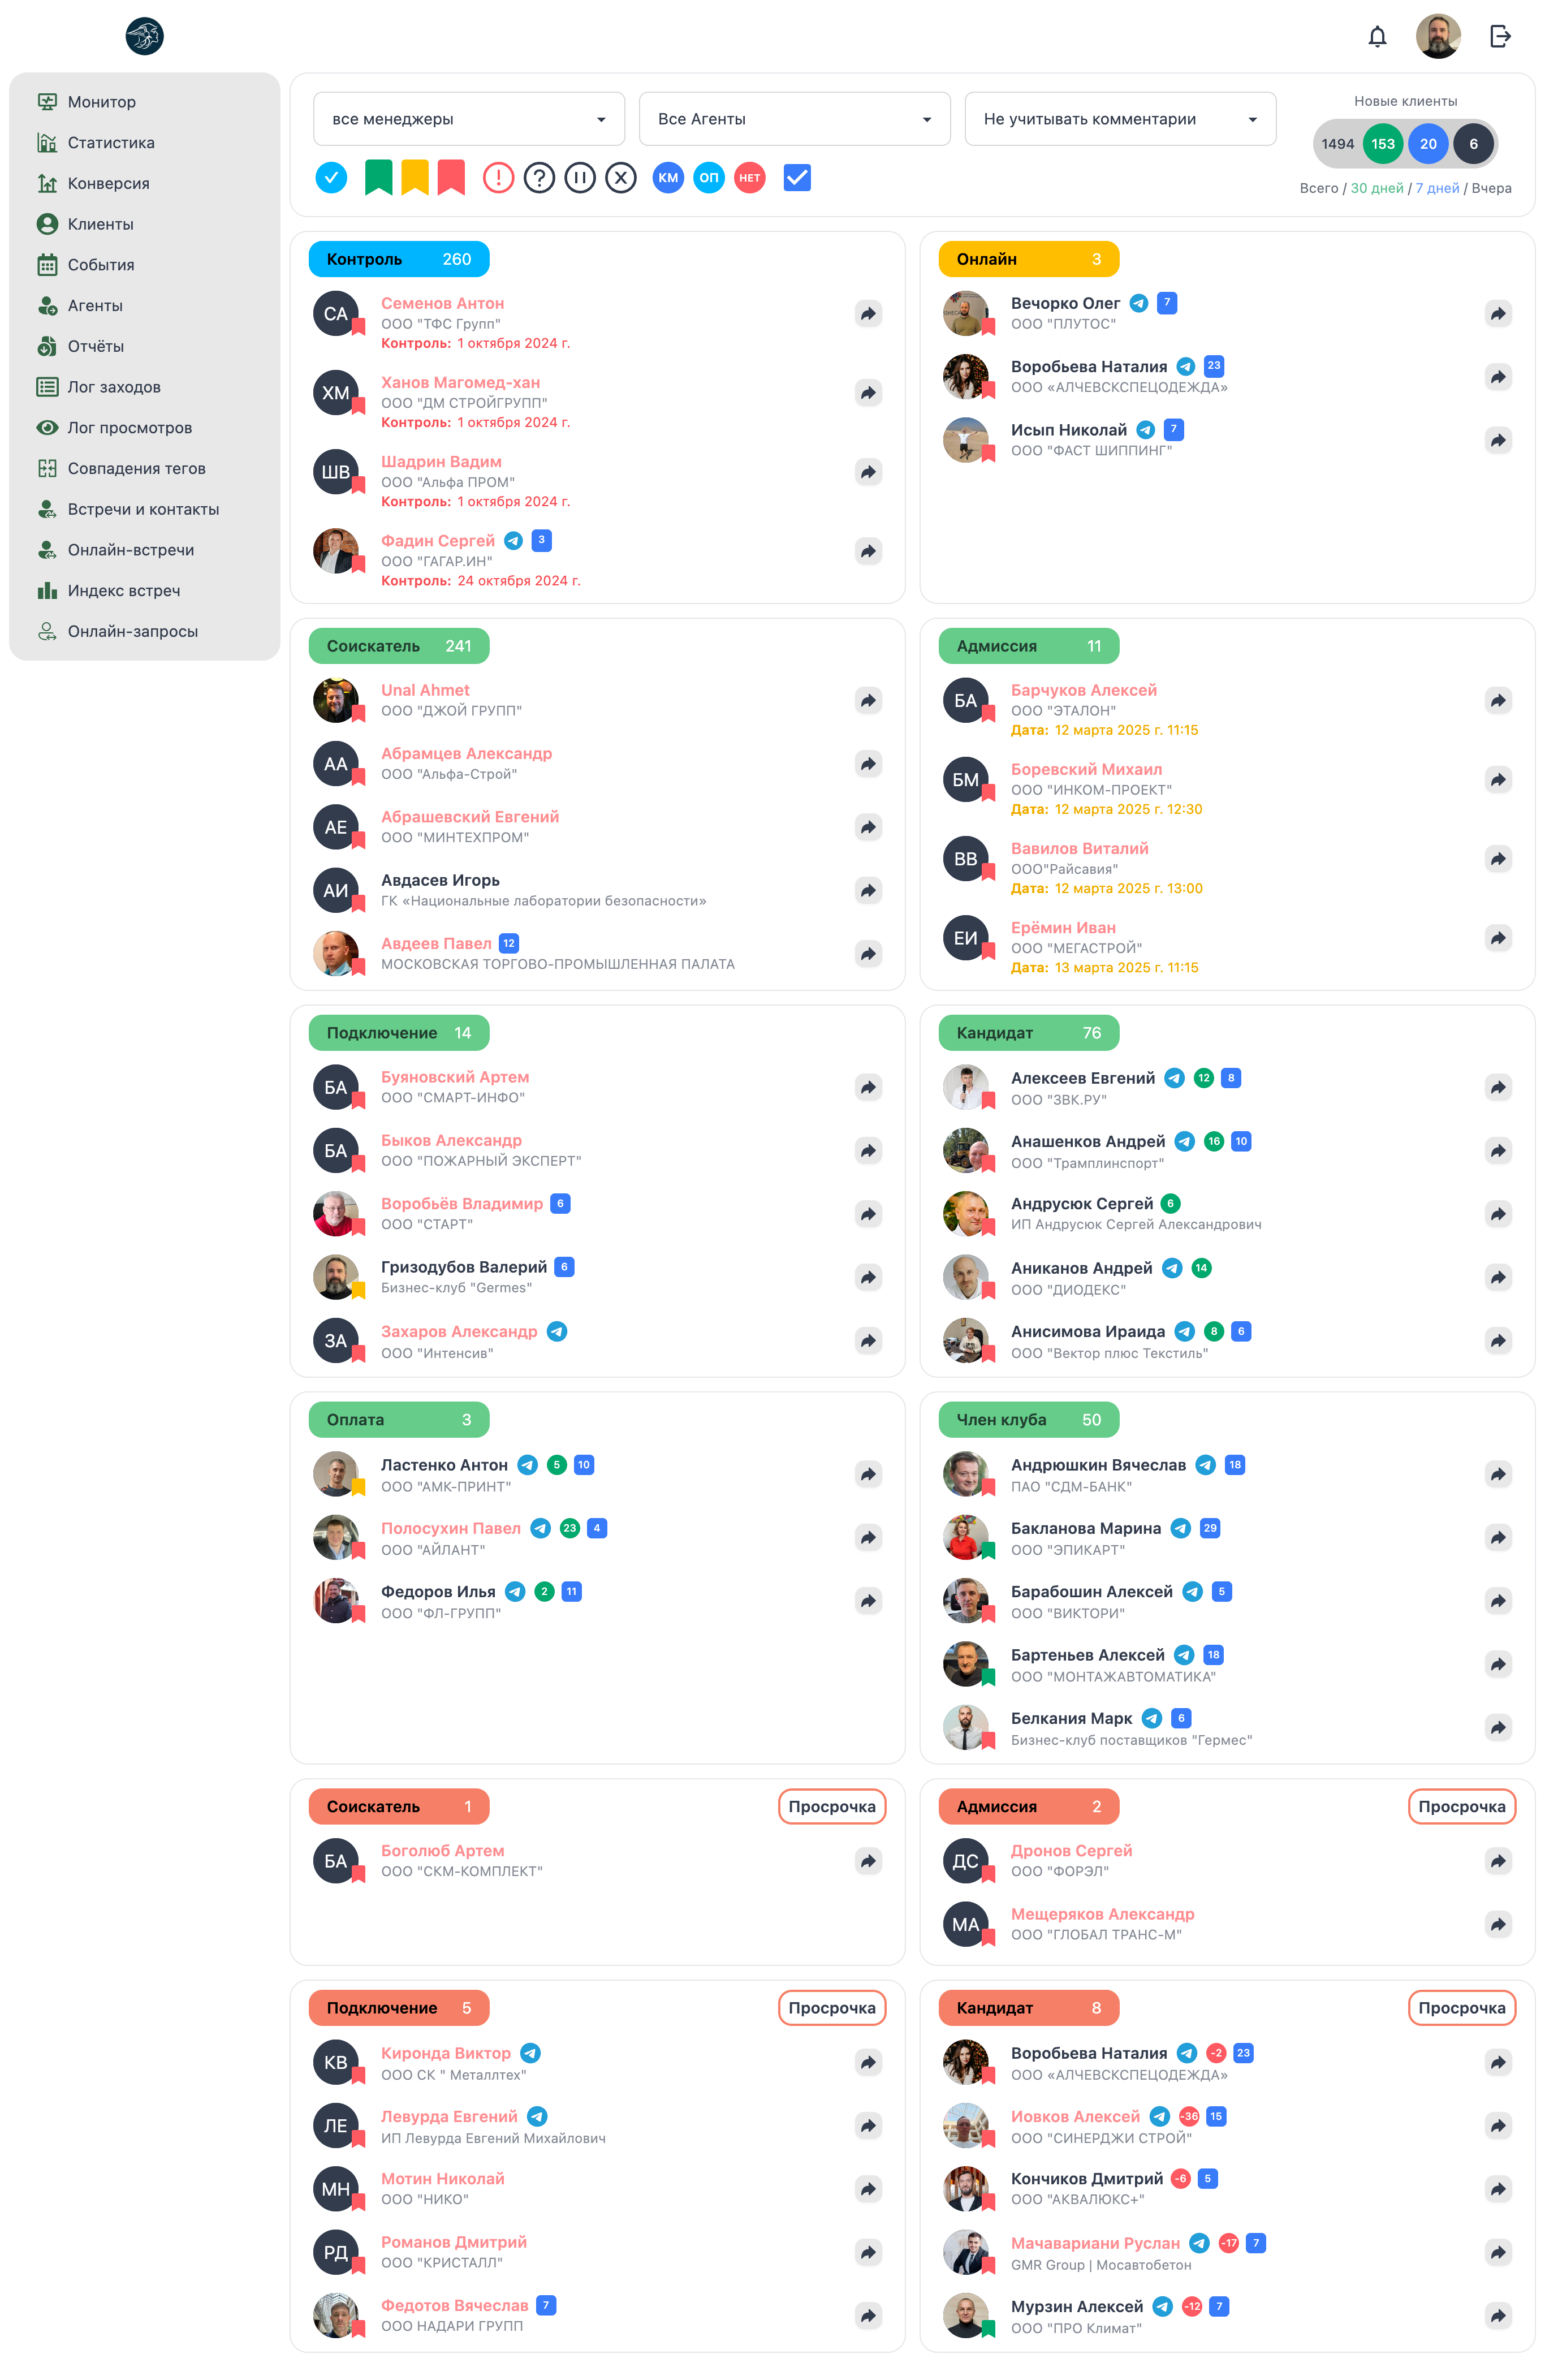 Монитор
Статистика
Конверсия
Клиенты
События
Агенты
Отчёты
Лог заходов
Лог просмотров
Совпадения тегов
Встречи и контакты
Онлайн-встречи
Индекс встреч
Онлайн-запросы
все менеджеры
Все Агенты
Не учитывать комментарии
КМ ОП НЕТ
Новые клиенты
1494 153 20 6
Всего / 30 дней / 7 дней / Вчера
Контроль 260
СА Семенов Антон
ООО "ТФС Групп"
Контроль: 1 октября 2024 г.
ХМ Ханов Магомед-хан
ООО "ДМ СТРОЙГРУПП"
Контроль: 1 октября 2024 г.
ШВ Шадрин Вадим
ООО "Альфа ПРОМ"
Контроль: 1 октября 2024 г.
Фадин Сергей 3
ООО "ГАГАР.ИН"
Контроль: 24 октября 2024 г.
Онлайн 3
Вечорко Олег 7
ООО "ПЛУТОС"
Воробьева Наталия 23
ООО «АЛЧЕВСКСПЕЦОДЕЖДА»
Исып Николай 7
ООО "ФАСТ ШИППИНГ"
Соискатель 241
Unal Ahmet
ООО "ДЖОЙ ГРУПП"
АА Абрамцев Александр
ООО "Альфа-Строй"
АЕ Абрашевский Евгений
ООО "МИНТЕХПРОМ"
АИ Авдасев Игорь
ГК «Национальные лаборатории безопасности»
Авдеев Павел 12
МОСКОВСКАЯ ТОРГОВО-ПРОМЫШЛЕННАЯ ПАЛАТА
Адмиссия 11
БА Барчуков Алексей
ООО "ЭТАЛОН"
Дата: 12 марта 2025 г. 11:15
БМ Боревский Михаил
ООО "ИНКОМ-ПРОЕКТ"
Дата: 12 марта 2025 г. 12:30
ВВ Вавилов Виталий
ООО"Райсавия"
Дата: 12 марта 2025 г. 13:00
ЕИ Ерёмин Иван
ООО "МЕГАСТРОЙ"
Дата: 13 марта 2025 г. 11:15
Подключение 14
БА Буяновский Артем
ООО "СМАРТ-ИНФО"
БА Быков Александр
ООО "ПОЖАРНЫЙ ЭКСПЕРТ"
Воробьёв Владимир 6
ООО "СТАРТ"
Гризодубов Валерий 6
Бизнес-клуб "Germes"
ЗА Захаров Александр
ООО "Интенсив"
Кандидат 76
Алексеев Евгений 12 8
ООО "ЗВК.РУ"
Анашенков Андрей 16 10
ООО "Трамплинспорт"
Андрусюк Сергей 6
ИП Андрусюк Сергей Александрович
Аниканов Андрей 14
ООО "ДИОДЕКС"
Анисимова Ираида 8 6
ООО "Вектор плюс Текстиль"
Оплата 3
Ластенко Антон 5 10
ООО "АМК-ПРИНТ"
Полосухин Павел 23 4
ООО "АЙЛАНТ"
Федоров Илья 2 11
ООО "ФЛ-ГРУПП"
Член клуба 50
Андрюшкин Вячеслав 18
ПАО "СДМ-БАНК"
Бакланова Марина 29
ООО "ЭПИКАРТ"
Барабошин Алексей 5
ООО "ВИКТОРИ"
Бартеньев Алексей 18
ООО "МОНТАЖАВТОМАТИКА"
Белкания Марк 6
Бизнес-клуб поставщиков "Гермес"
Соискатель 1 Просрочка
БА Боголюб Артем
ООО "СКМ-КОМПЛЕКТ"
Адмиссия 2 Просрочка
ДС Дронов Сергей
ООО "ФОРЭЛ"
МА Мещеряков Александр
ООО "ГЛОБАЛ ТРАНС-М"
Подключение 5 Просрочка
КВ Киронда Виктор
ООО СК " Металлтех"
ЛЕ Левурда Евгений
ИП Левурда Евгений Михайлович
МН Мотин Николай
ООО "НИКО"
РД Романов Дмитрий
ООО "КРИСТАЛЛ"
Федотов Вячеслав 7
ООО НАДАРИ ГРУПП
Кандидат 8 Просрочка
Воробьева Наталия -2 23
ООО «АЛЧЕВСКСПЕЦОДЕЖДА»
Иовков Алексей -36 15
ООО "СИНЕРДЖИ СТРОЙ"
Кончиков Дмитрий -6 5
ООО "АКВАЛЮКС+"
Мачавариани Руслан -17 7
GMR Group | Мосавтобетон
Мурзин Алексей -12 7
ООО "ПРО Климат"